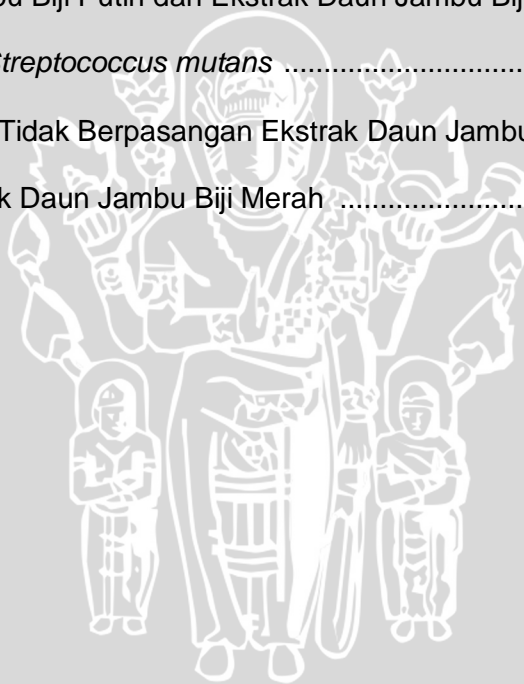 Biji Putih dan Ekstrak Daun Jambu Bij
Streptococcus mutans ..............................
Tidak Berpasangan Ekstrak Daun Jambu
k Daun Jambu Biji Merah .......................